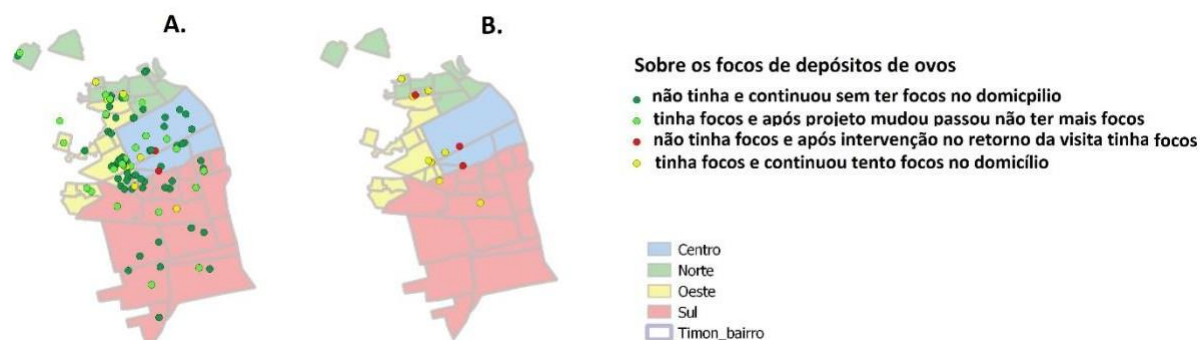 A.
B.
Sobre os focos de depósitos de ovos
não tinha e continuou sem ter focos no domicpilio
tinha focos e após projeto mudou passou não ter mais focos
não tinha focos e após intervenção no retorno da visita tinha focos
tinha focos e continuou tento focos no domicílio
Centro
Norte
Oeste
Sul
Timon_bairro